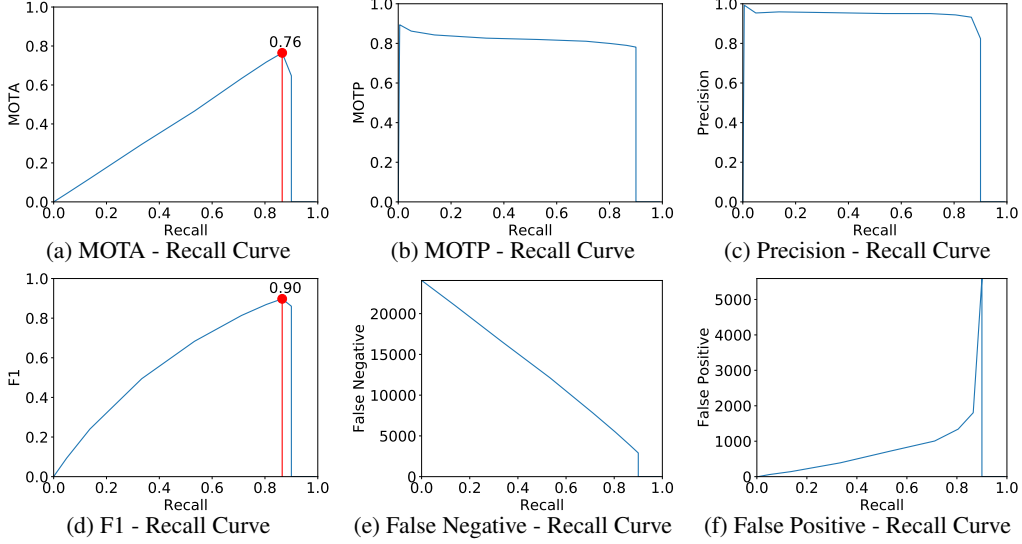 1.0
0.8
0.6
0.4
0.2
0.0
MOTA
0.76
0.0 0.2 0.4 0.6 0.8 1.0
Recall
(a) MOTA - Recall Curve
1.0
0.8
0.6
0.4
0.2
0.0
MOTP
0.0 0.2 0.4 0.6 0.8 1.0
Recall
(b) MOTP - Recall Curve
1.0
0.8
0.6
0.4
0.2
0.0
Precision
0.0 0.2 0.4 0.6 0.8 1.0
Recall
(c) Precision - Recall Curve
1.0
0.8
0.6
0.4
0.2
0.0
F1
0.90
0.0 0.2 0.4 0.6 0.8 1.0
Recall
(d) F1 - Recall Curve
20000
15000
10000
5000
0
False Negative
0.0 0.2 0.4 0.6 0.8 1.0
Recall
(e) False Negative - Recall Curve
5000
4000
3000
2000
1000
0
False Positive
0.0 0.2 0.4 0.6 0.8 1.0
Recall
(f) False Positive - Recall Curve